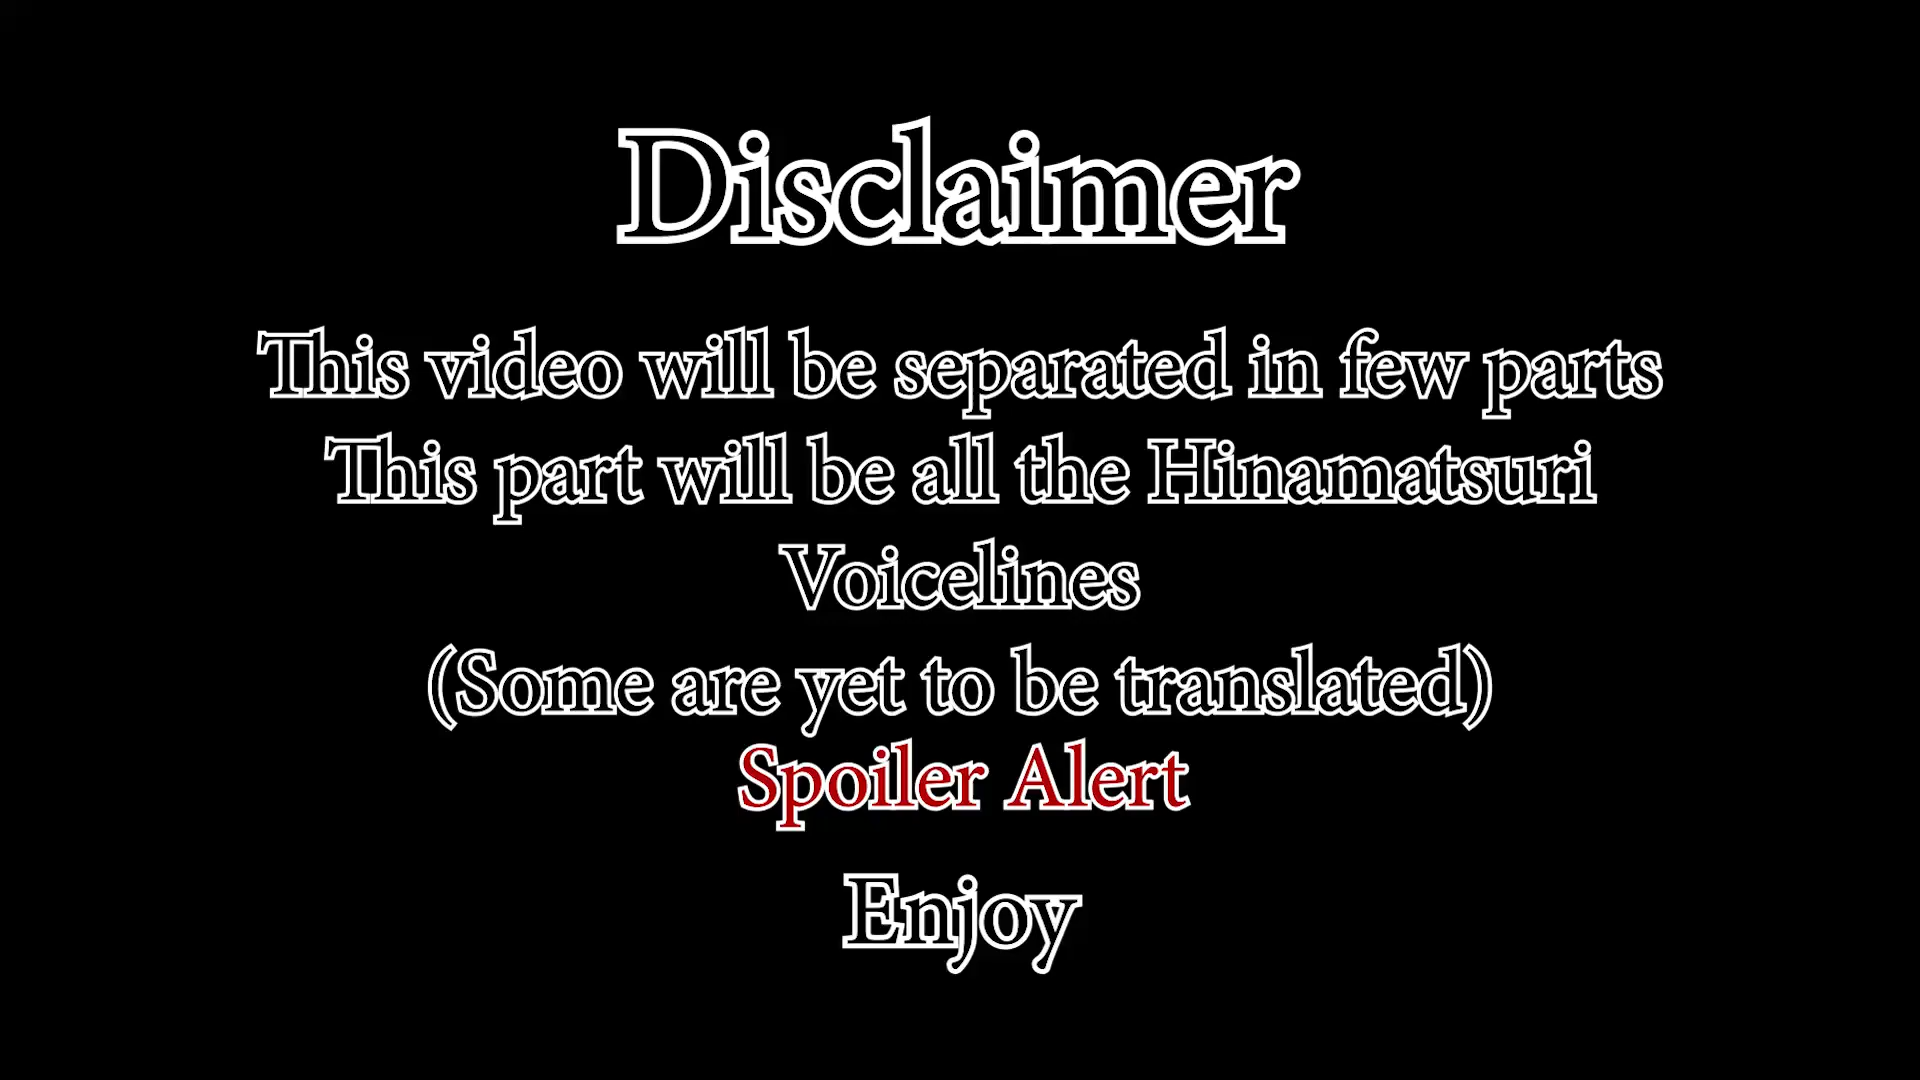 Disclaimer
This video will be separated in few parts
This part will be all the Hinamatsuri
Voicelines
(Some are yet to be translated)
Spoiler Alert
Enjoy